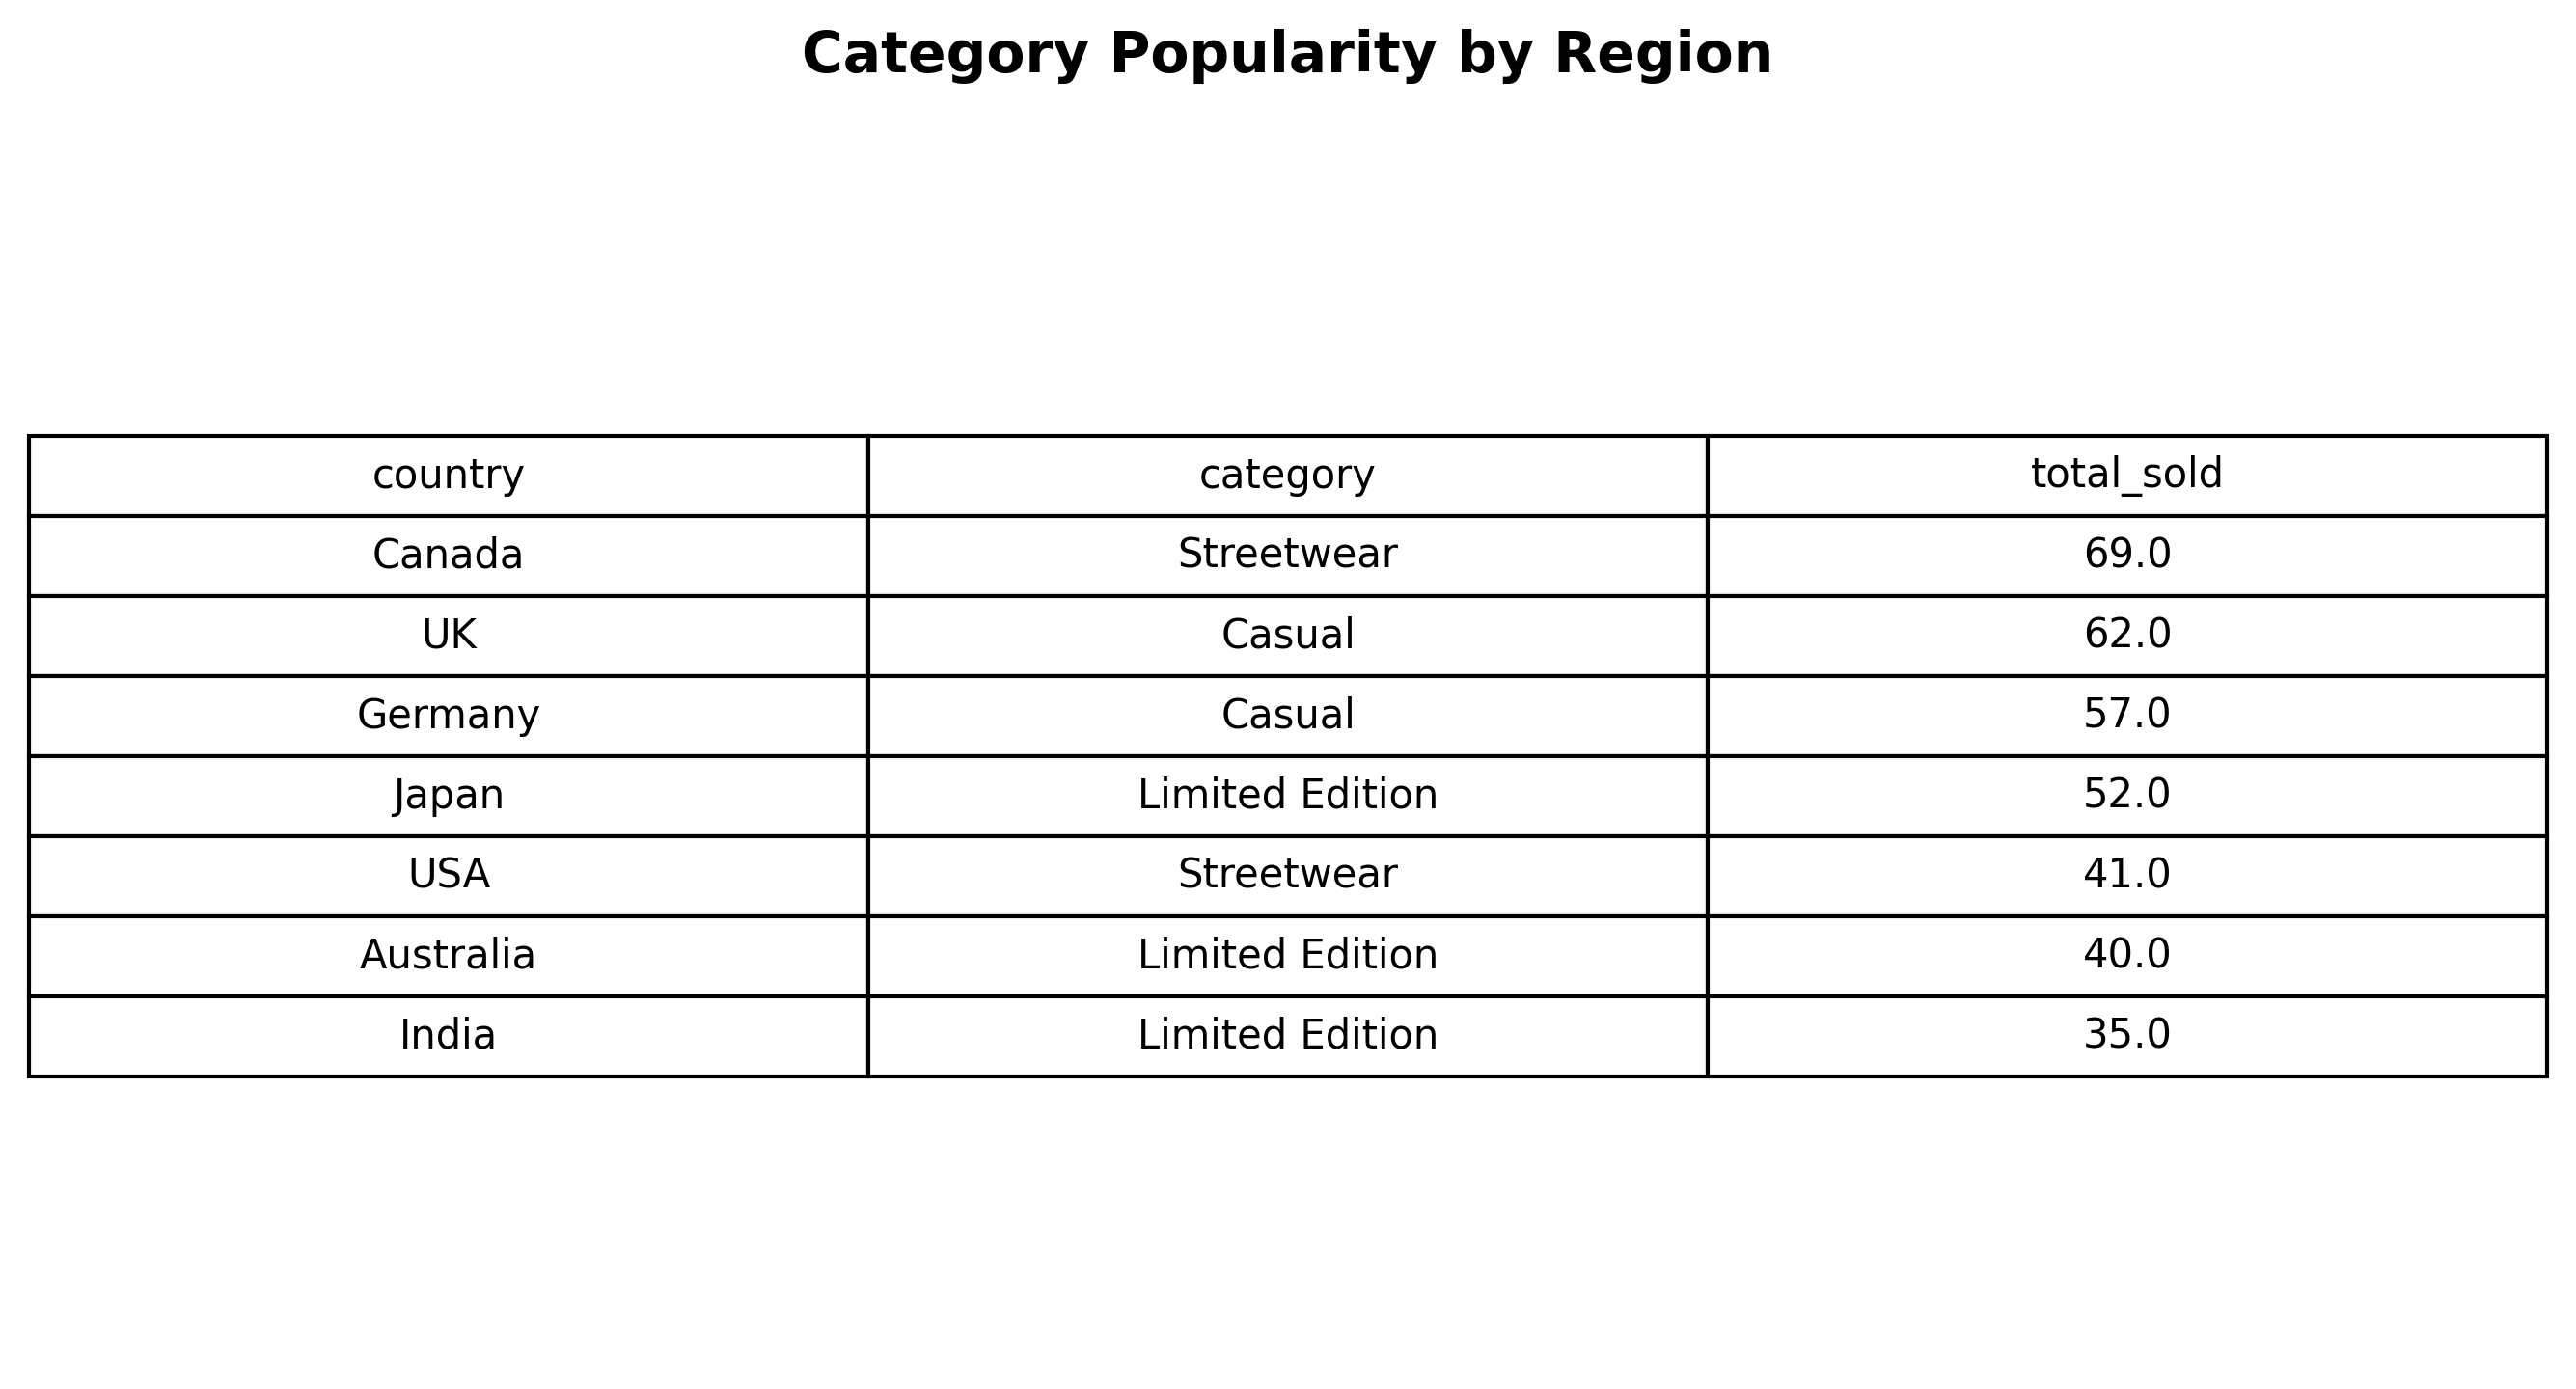 Category Popularity by Region
country category total_sold
Canada Streetwear 69.0
UK Casual 62.0
Germany Casual 57.0
Japan Limited Edition 52.0
USA Streetwear 41.0
Australia Limited Edition 40.0
India Limited Edition 35.0